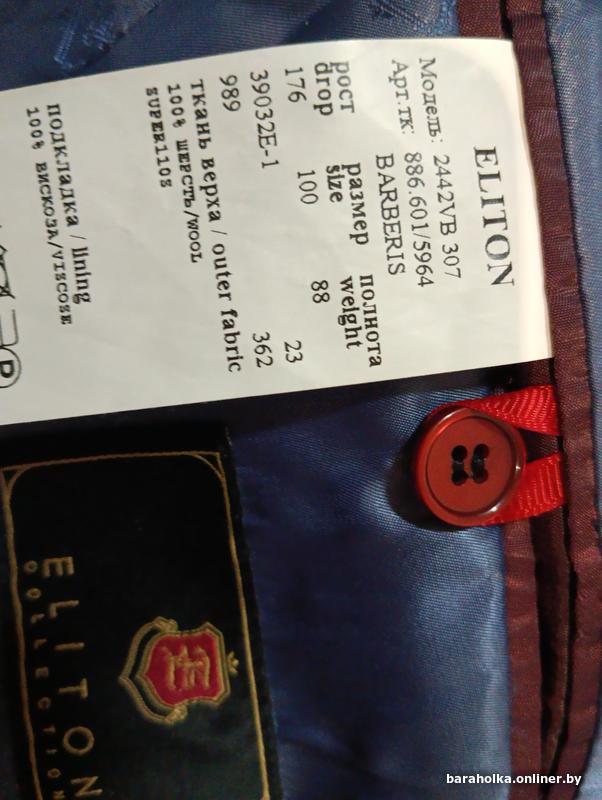 ELITON
Модель: 2442VB 307
Арт.тк: 886.601/5964
BARBERIS
рост размер полнота
drop size weight
176 100 88
23
39032E-1 362
989
ткань верха / outer fabric
100% ШЕРСТЬ/WOOL
SUPER110S
подкладка / lining
100% ВИСКОЗА/VISCOSE
P
ELITON
COLLECTION
baraholka.onliner.by